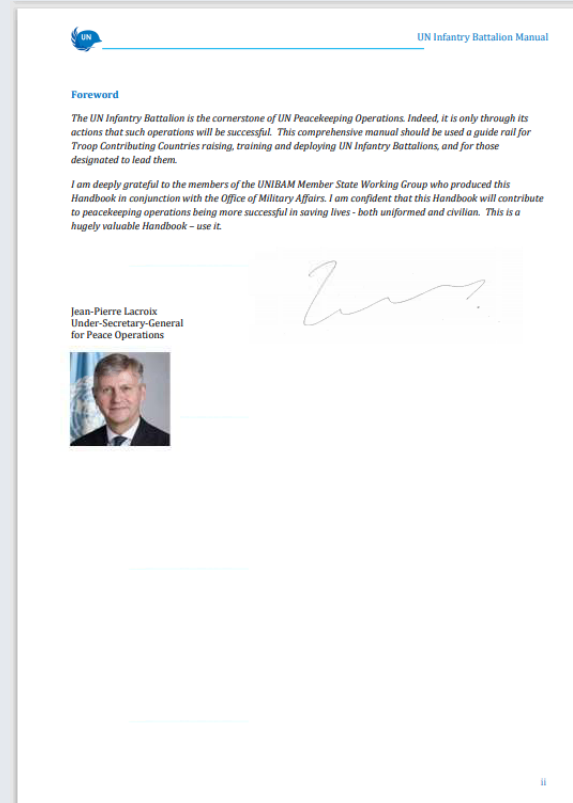 UN
UN Infantry Battalion Manual
Foreword
The UN Infantry Battalion is the cornerstone of UN Peacekeeping Operations. Indeed, it is only through its
actions that such operations will be successful. This comprehensive manual should be used a guide rail for
Troop Contributing Countries raising, training and deploying UN Infantry Battalions, and for those
designated to lead them.
I am deeply grateful to the members of the UNIBAM Member State Working Group who produced this
Handbook in conjunction with the Office of Military Affairs. I am confident that this Handbook will contribute
to peacekeeping operations being more successful in saving lives - both uniformed and civilian. This is a
hugely valuable Handbook – use it.
Jean-Pierre Lacroix
Under-Secretary-General
for Peace Operations
ii